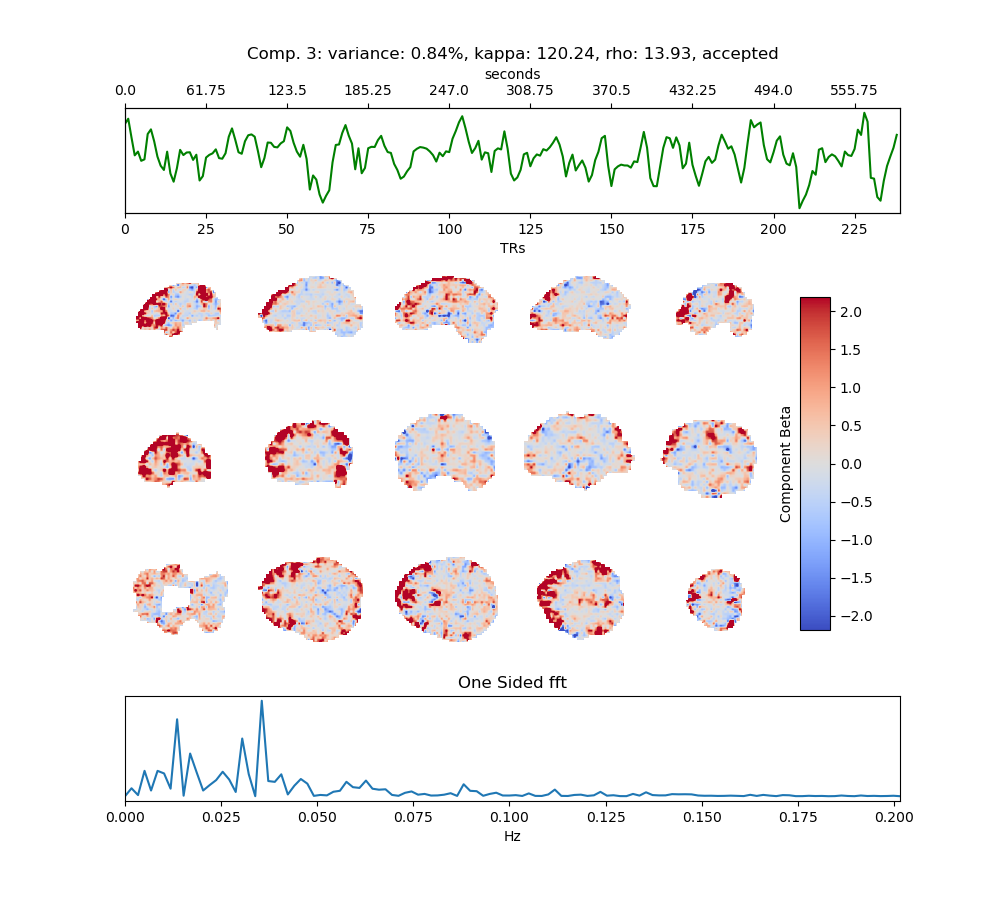 Comp. 3: variance: 0.84%, kappa: 120.24, rho: 13.93, accepted
seconds
0.0 61.75 123.5 185.25 247.0 308.75 370.5 432.25 494.0 555.75
0 25 50 75 100 125 150 175 200 225
TRs
2.0
1.5
1.0
0.5
0.0
−0.5
−1.0
−1.5
−2.0
Component Beta
One Sided fft
0.000 0.025 0.050 0.075 0.100 0.125 0.150 0.175 0.200
Hz